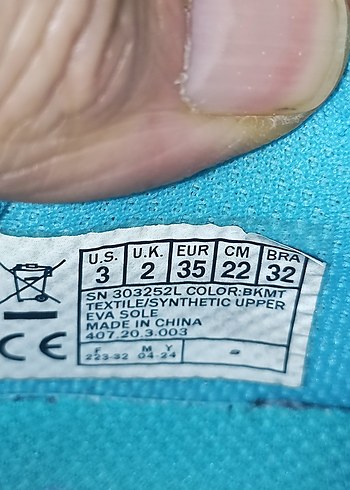 U.S. U.K. EUR CM BRA
3 2 35 22 32
SN 303252L COLOR:BKMT
TEXTILE/SYNTHETIC UPPER
EVA SOLE
MADE IN CHINA
407.20.3.003
F M Y
223-32 04-24
CE